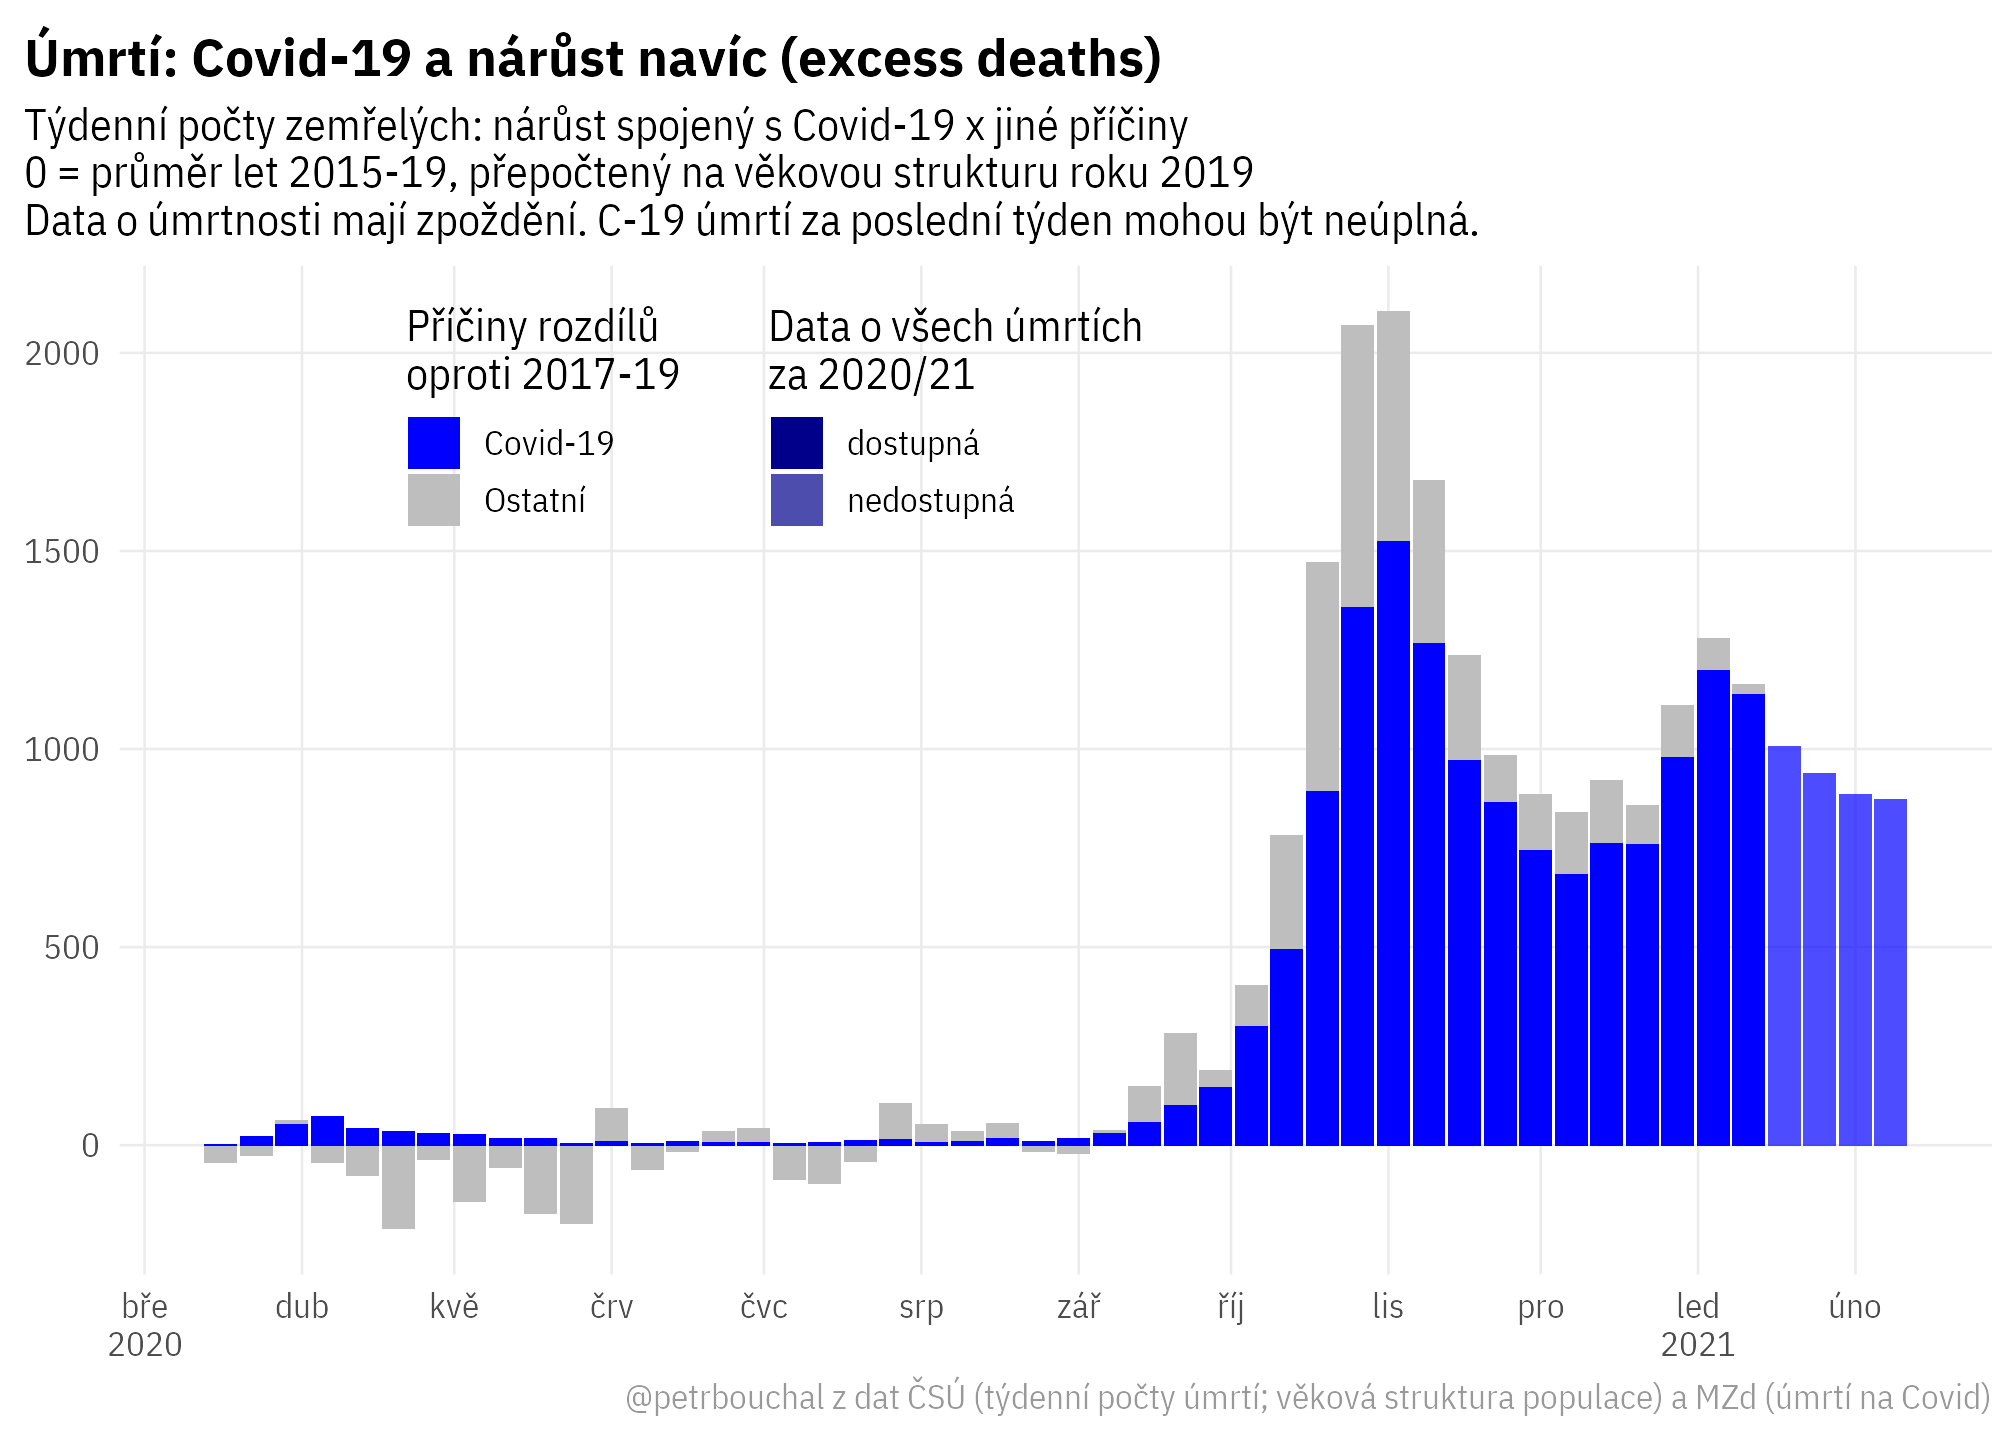 Úmrtí: Covid-19 a nárůst navíc (excess deaths)
Týdenní počty zemřelých: nárůst spojený s Covid-19 x jiné příčiny
0 = průměr let 2015-19, přepočtený na věkovou strukturu roku 2019
Data o úmrtnosti mají zpoždění. C-19 úmrtí za poslední týden mohou být neúplná.
Příčiny rozdílů
oproti 2017-19
Covid-19
Ostatní
Data o všech úmrtích
za 2020/21
dostupná
nedostupná
2000
1500
1000
500
0
bře
2020
dub
kvě
črv
čvc
srp
zář
říj
lis
pro
led
2021
úno
@petrbouchal z dat ČSÚ (týdenní počty úmrtí; věková struktura populace) a MZd (úmrtí na Covid)